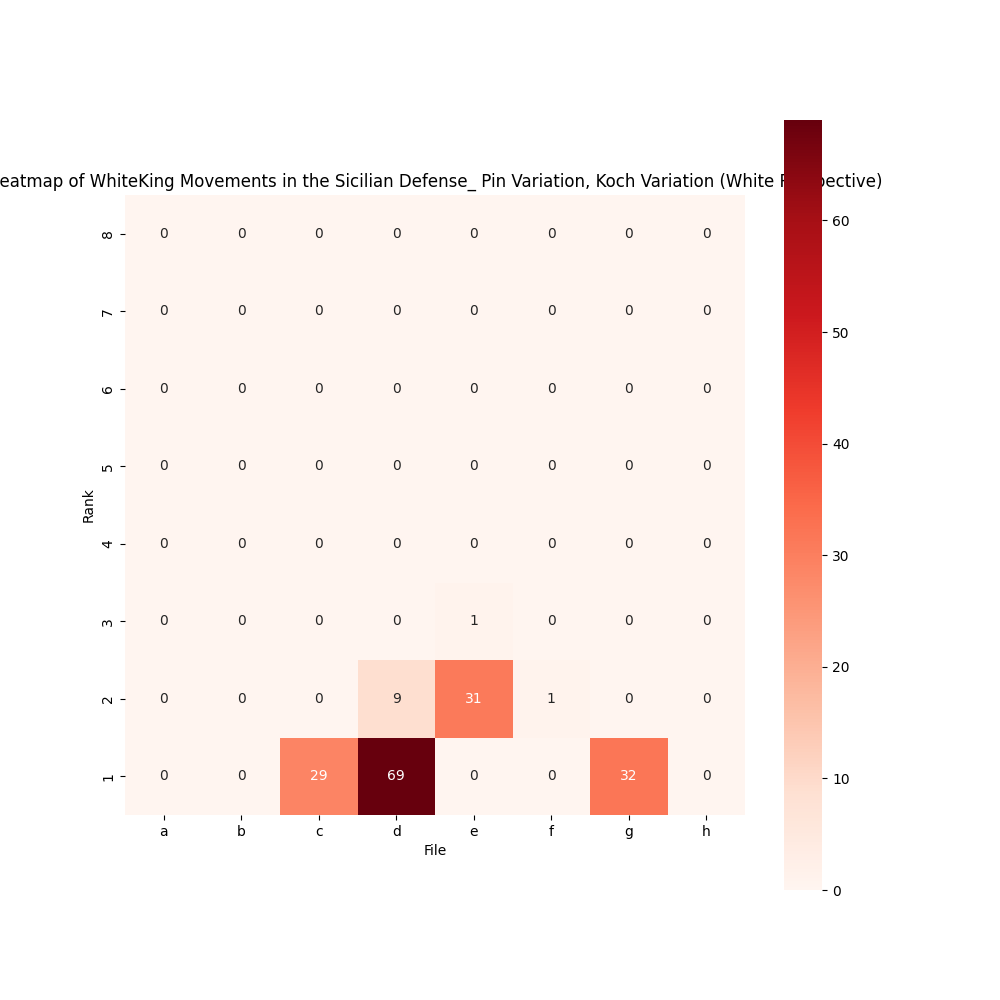 eatmap of WhiteKing Movements in the Sicilian Defense_ Pin Variation, Koch Variation (White pective)
60
50
40
30
20
10
0
Rank
8 0 0 0 0 0 0 0 0
7 0 0 0 0 0 0 0 0
6 0 0 0 0 0 0 0 0
5 0 0 0 0 0 0 0 0
4 0 0 0 0 0 0 0 0
3 0 0 0 0 1 0 0 0
2 0 0 0 9 31 1 0 0
1 0 0 29 69 0 0 32 0
a b c d e f g h
File